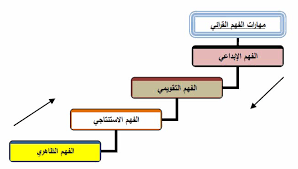 مهارات الفهم القرائي
الفهم الإبداعي
الفهم التقويمي
الفهم الاستنتاجي
الفهم الظاهري